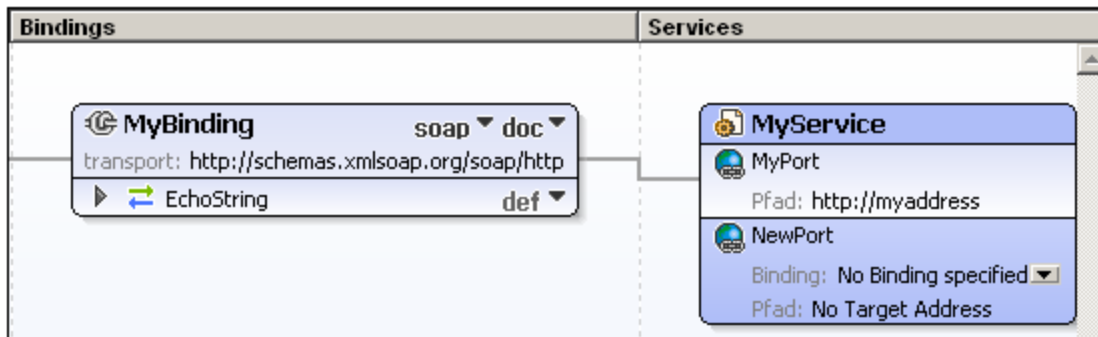 Bindings
Services
MyBinding soap doc
transport: http://schemas.xmlsoap.org/soap/http
EchoString def
MyService
MyPort
Pfad: http://myaddress
NewPort
Binding: No Binding specified
Pfad: No Target Address